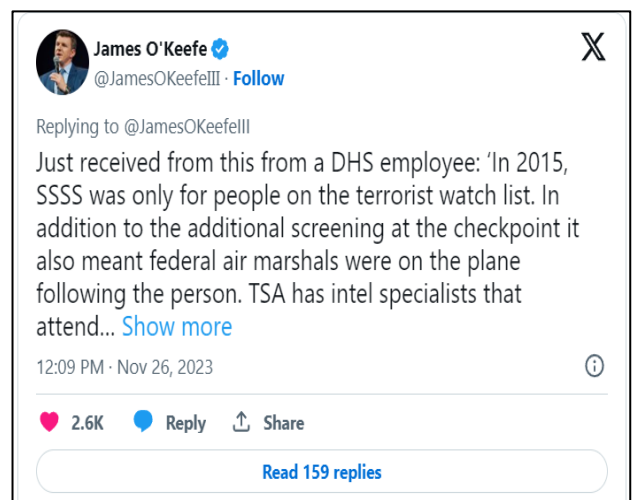 James O'Keefe
@JamesOKeefeIII · Follow
Replying to @JamesOKeefeIII
Just received from this from a DHS employee: ‘In 2015,
SSSS was only for people on the terrorist watch list. In
addition to the additional screening at the checkpoint it
also meant federal air marshals were on the plane
following the person. TSA has intel specialists that
attend... Show more
12:09 PM · Nov 26, 2023
2.6K Reply Share
Read 159 replies